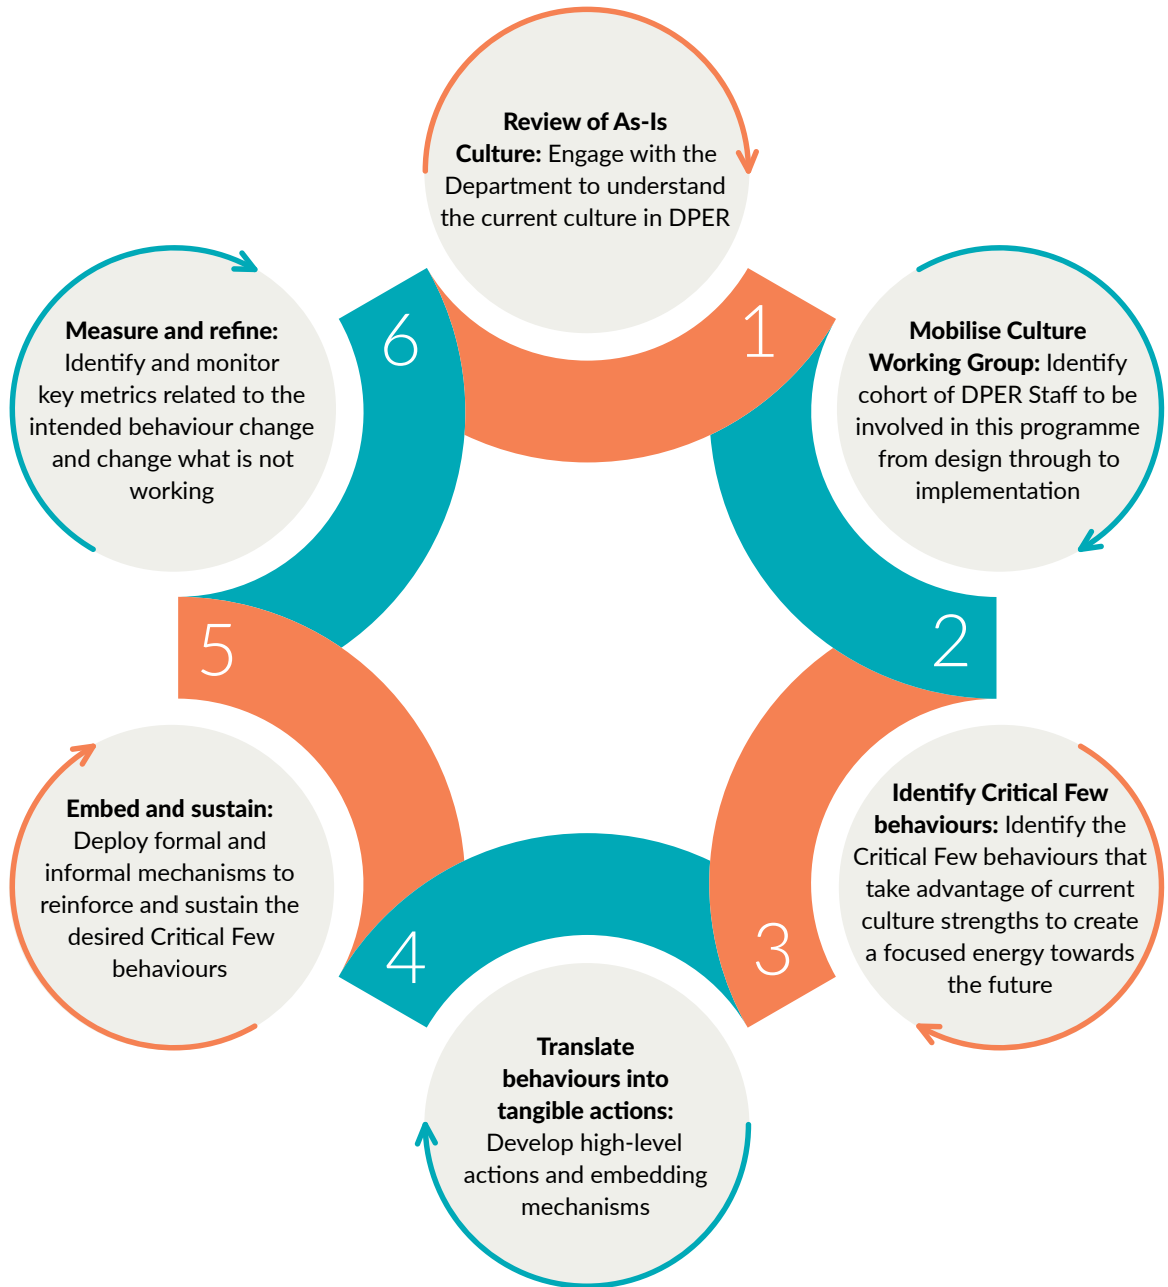 Review of As-Is
Culture: Engage with the
Department to understand
the current culture in DPER
1
Mobilise Culture
Working Group: Identify
cohort of DPER Staff to be
involved in this programme
from design through to
implementation
2
Identify Critical Few
behaviours: Identify the
Critical Few behaviours that
take advantage of current
culture strengths to create
a focused energy towards
the future
3
Translate
behaviours into
tangible actions:
Develop high-level
actions and embedding
mechanisms
4
Embed and sustain:
Deploy formal and
informal mechanisms to
reinforce and sustain the
desired Critical Few
behaviours
5
Measure and refine:
Identify and monitor
key metrics related to the
intended behaviour change
and change what is not
working
6